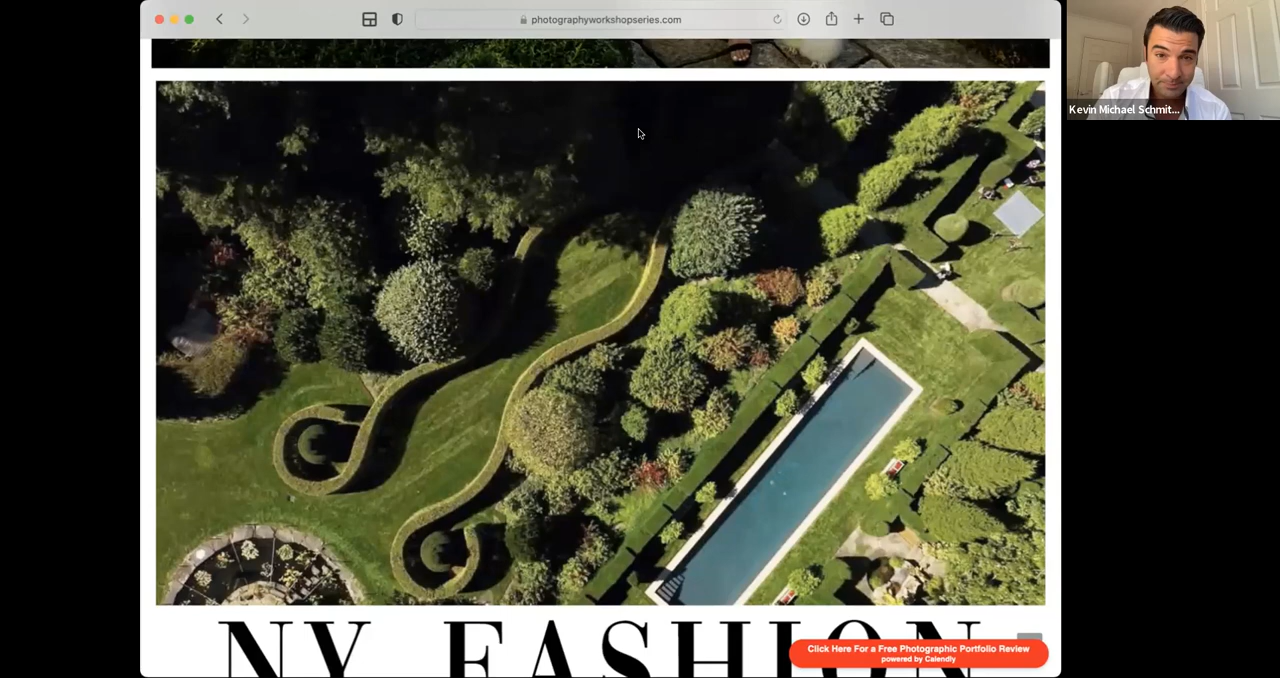 photographyworkshopseries.com
Kevin Michael Schmit...
NY FASHION
Click Here For a Free Photographic Portfolio Review
powered by Calendly